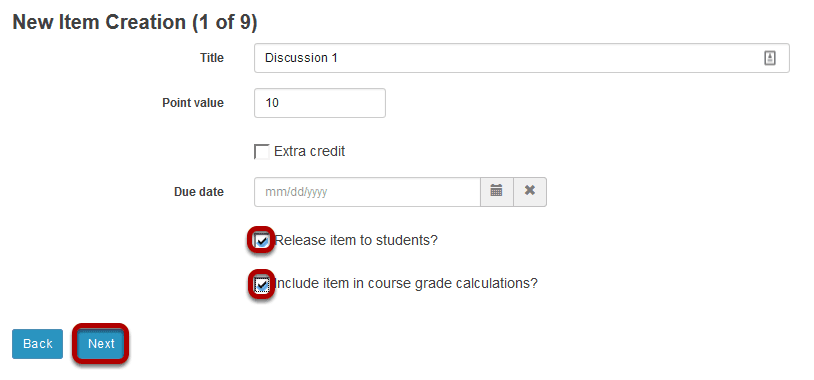 New Item Creation (1 of 9)
Title Discussion 1
Point value 10
Extra credit
Due date mm/dd/yyyy
Release item to students?
Include item in course grade calculations?
Back Next